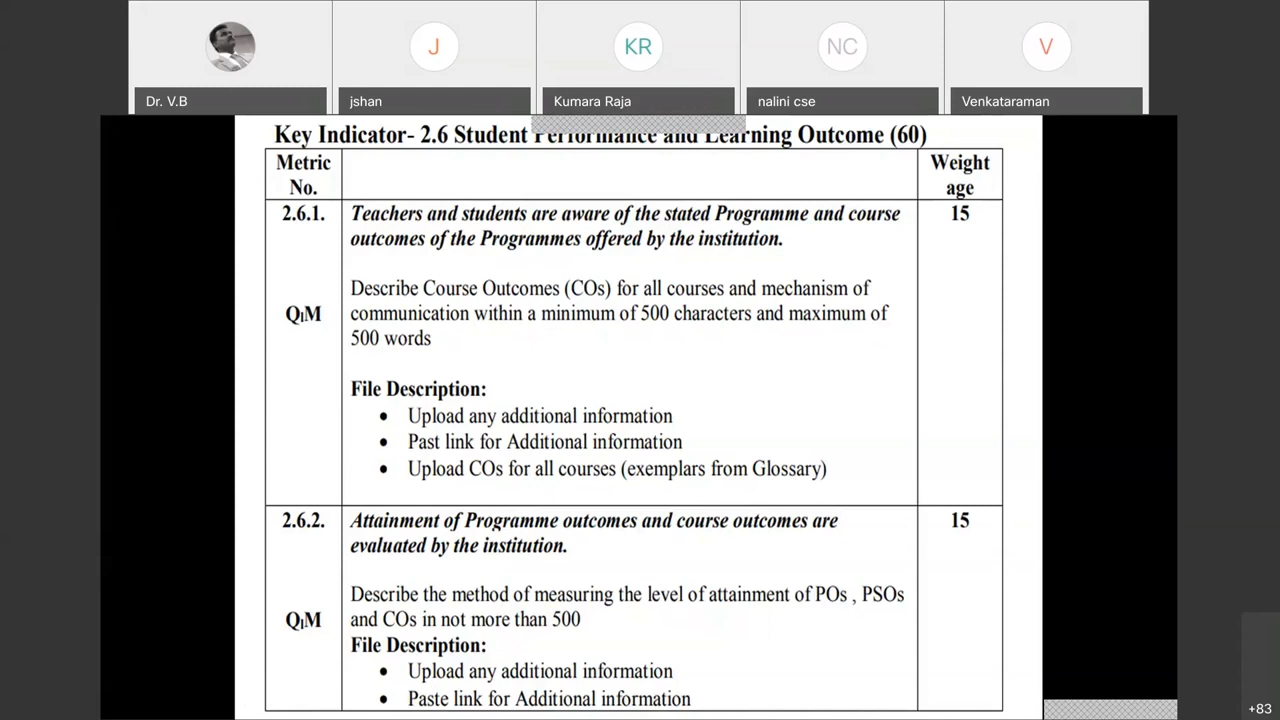 J
KR
NC
V
Dr. V.B
jshan
Kumara Raja
nalini cse
Venkataraman
Key Indicator- 2.6 Student Performance and Learning Outcome (60)
Metric
No.
Weight
age
2.6.1.
Teachers and students are aware of the stated Programme and course
outcomes of the Programmes offered by the institution.
15
Describe Course Outcomes (COs) for all courses and mechanism of
QlM
communication within a minimum of 500 characters and maximum of
500 words
File Description:
• Upload any additional information
• Past link for Additional information
• Upload COs for all courses (exemplars from Glossary)
2.6.2.
Attainment of Programme outcomes and course outcomes are
evaluated by the institution.
15
Describe the method of measuring the level of attainment of POs , PSOs
QlM
and COs in not more than 500
File Description:
• Upload any additional information
• Paste link for Additional information
+83